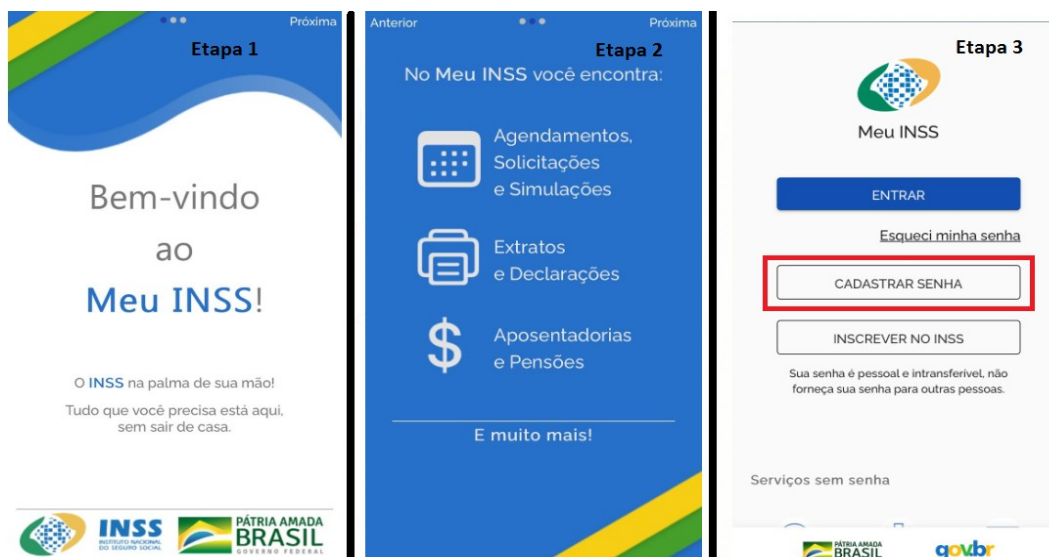 Próxima
Etapa 1
Bem-vindo
ao
Meu INSS!
O INSS na palma de sua mão!
Tudo que você precisa está aqui,
sem sair de casa.
INSS
INSTITUTO NACIONAL
DO SEGURO SOCIAL
PÁTRIA AMADA
BRASIL
GOVERNO FEDERAL
Anterior
Próxima
Etapa 2
No Meu INSS você encontra:
Agendamentos,
Solicitações
e Simulações
Extratos
e Declarações
$
Aposentadorias
e Pensões
E muito mais!
Etapa 3
Meu INSS
ENTRAR
Esqueci minha senha
CADASTRAR SENHA
INSCREVER NO INSS
Sua senha é pessoal e intransferível, não
forneça sua senha para outras pessoas.
Serviços sem senha
PÁTRIA AMADA
BRASIL
gov.br